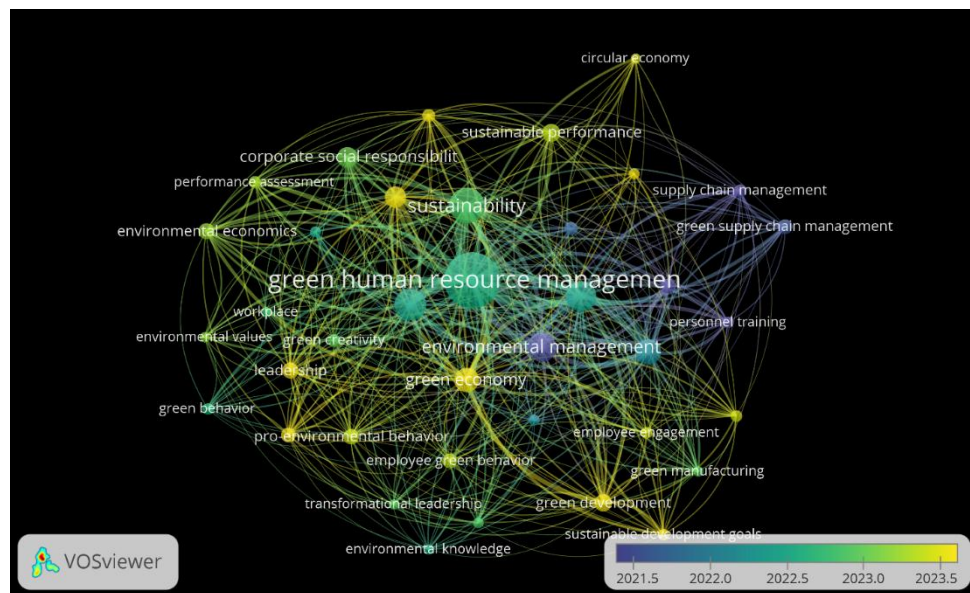 circular economy
sustainable performance
corporate social responsibilit
performance assessment
supply chain management
sustainability
green supply chain management
environmental economics
green human resource managemen
workplace
personnel training
environmental values
green creativity
environmental management
leadership
green economy
green behavior
pro-environmental behavior
employee engagement
employee green behavior
green manufacturing
transformational leadership
green development
sustainable development goals
environmental knowledge
VOSviewer
2021.5 2022.0 2022.5 2023.0 2023.5